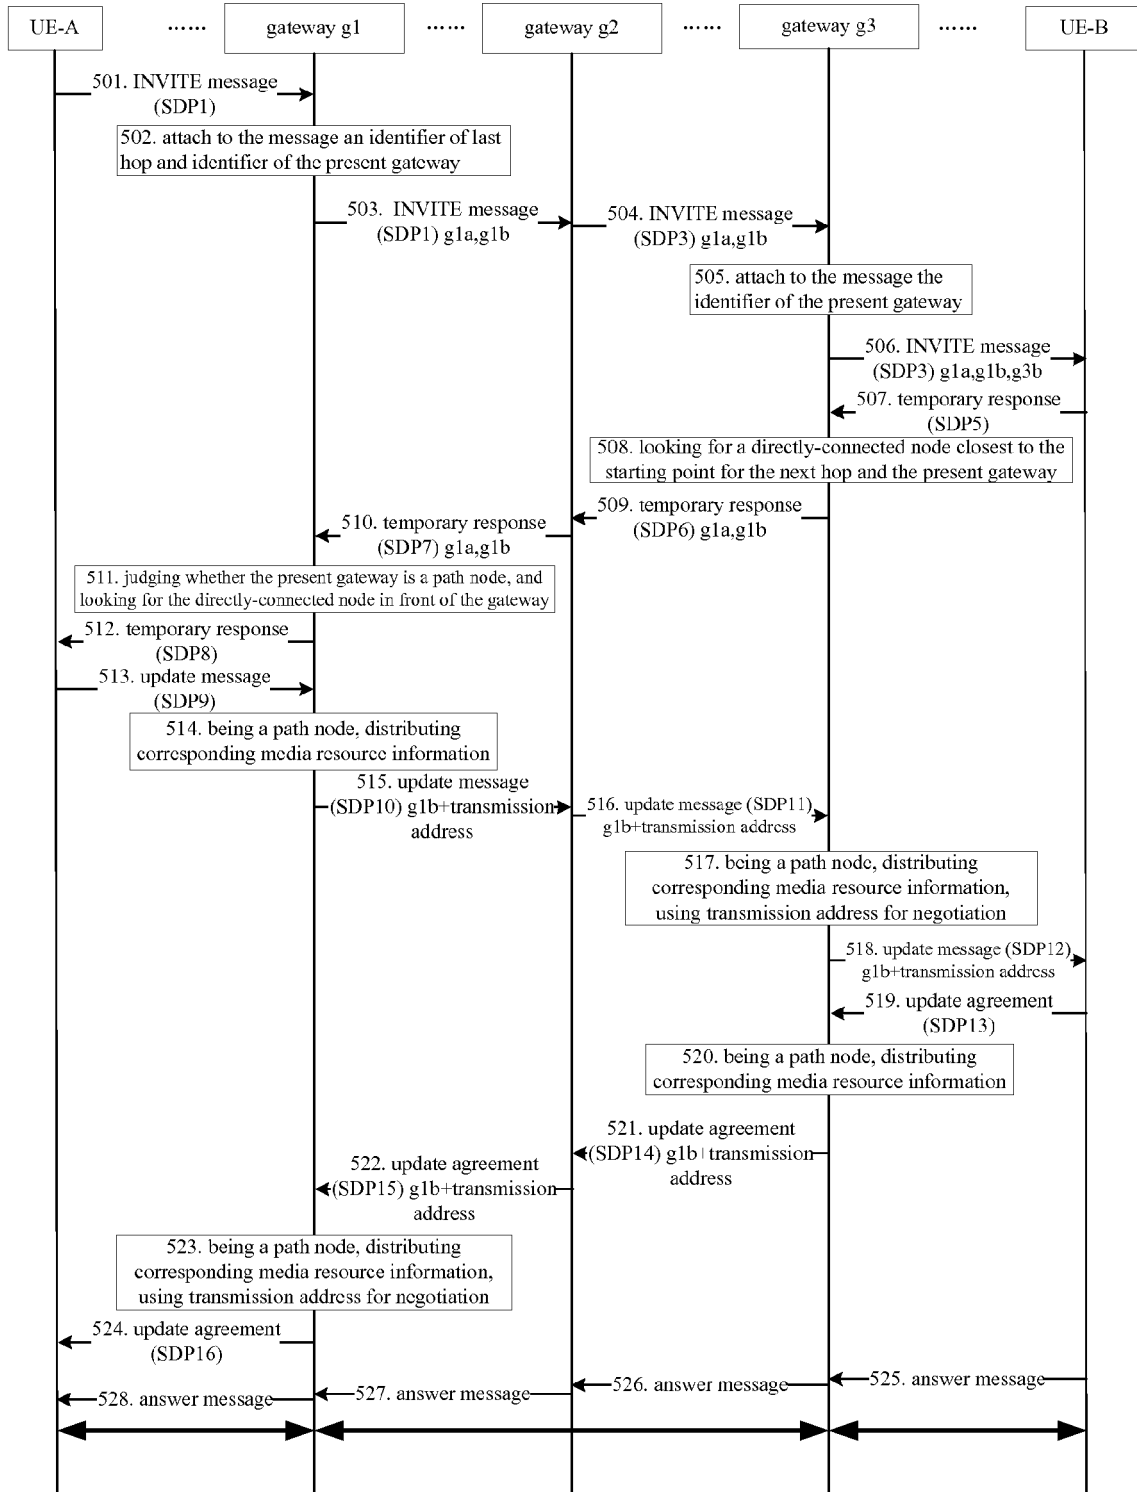 UE-A
......
gateway g1
......
gateway g2
......
gateway g3
......
UE-B
501. INVITE message
(SDP1)
502. attach to the message an identifier of last
hop and identifier of the present gateway
503. INVITE message
(SDP1) g1a,g1b
504. INVITE message
(SDP3) g1a,g1b
505. attach to the message the
identifier of the present gateway
506. INVITE message
(SDP3) g1a,g1b,g3b
507. temporary response
(SDP5)
508. looking for a directly-connected node closest to the
starting point for the next hop and the present gateway
509. temporary response
(SDP6) g1a,g1b
510. temporary response
(SDP7) g1a,g1b
511. judging whether the present gateway is a path node, and
looking for the directly-connected node in front of the gateway
512. temporary response
(SDP8)
513. update message
(SDP9)
514. being a path node, distributing
corresponding media resource information
515. update message
(SDP10) g1b+transmission
address
516. update message (SDP11)
g1b+transmission address
517. being a path node, distributing
corresponding media resource information,
using transmission address for negotiation
518. update message (SDP12)
g1b+transmission address
519. update agreement
(SDP13)
520. being a path node, distributing
corresponding media resource information
521. update agreement
(SDP14) g1b+transmission
address
522. update agreement
(SDP15) g1b+transmission
address
523. being a path node, distributing
corresponding media resource information,
using transmission address for negotiation
524. update agreement
(SDP16)
525. answer message
526. answer message
527. answer message
528. answer message